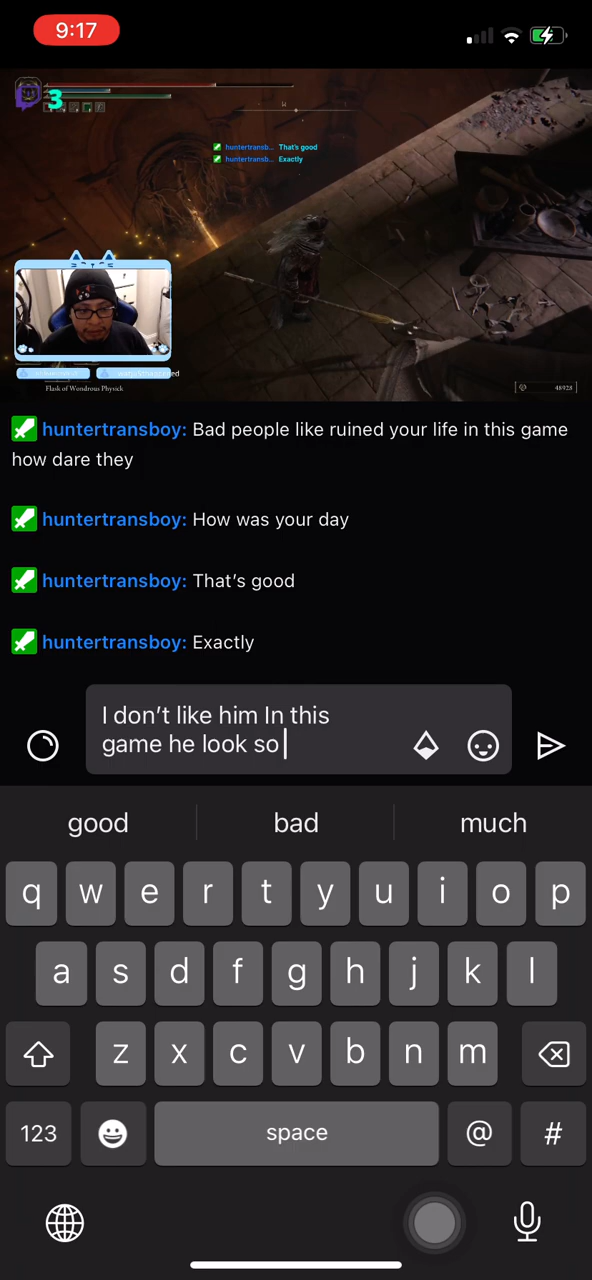 9:17
3
huntertransb... That's good
huntertransb... Exactly
Flask of Wondrous Physick
48928
huntertransboy: Bad people like ruined your life in this game
how dare they
huntertransboy: How was your day
huntertransboy: That's good
huntertransboy: Exactly
I don't like him In this
game he look so
good bad much
q w e r t y u i o p
a s d f g h j k l
z x c v b n m
123 space @ #